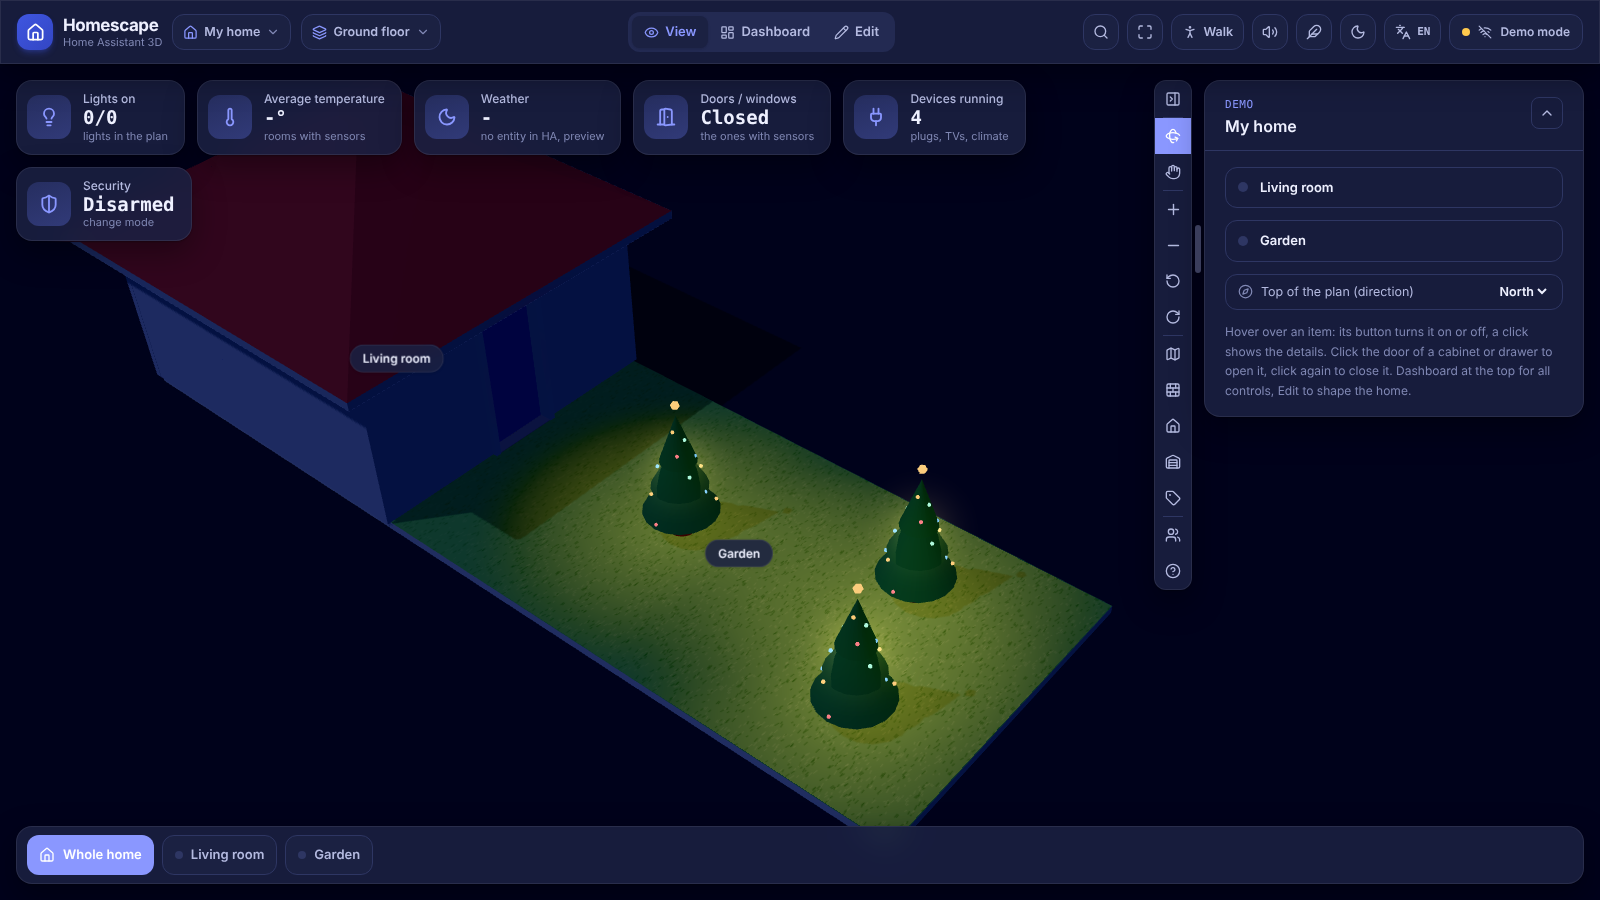 Homescape
Home Assistant 3D
My home
Ground floor
View
Dashboard
Edit
Walk
EN
Demo mode
Lights on
0/0
lights in the plan
Average temperature
-°
rooms with sensors
Weather
-
no entity in HA, preview
Doors / windows
Closed
the ones with sensors
Devices running
4
plugs, TVs, climate
Security
Disarmed
change mode
DEMO
My home
Living room
Garden
Top of the plan (direction)
North
Hover over an item: its button turns it on or off, a click
shows the details. Click the door of a cabinet or drawer to
open it, click again to close it. Dashboard at the top for all
controls, Edit to shape the home.
Living room
Garden
Whole home
Living room
Garden